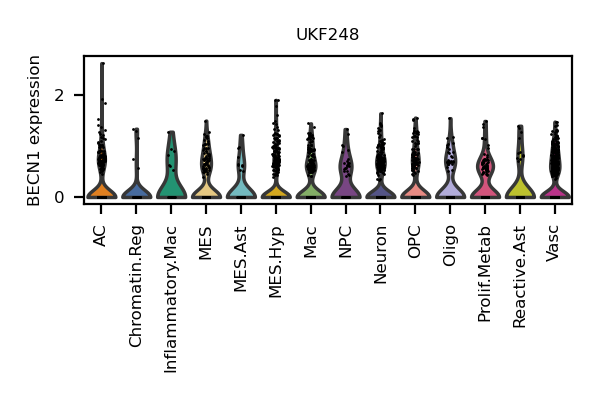 UKF248
BECN1 expression
2
0
AC
Chromatin.Reg
Inflammatory.Mac
MES
MES.Ast
MES.Hyp
Mac
NPC
Neuron
OPC
Oligo
Prolif.Metab
Reactive.Ast
Vasc